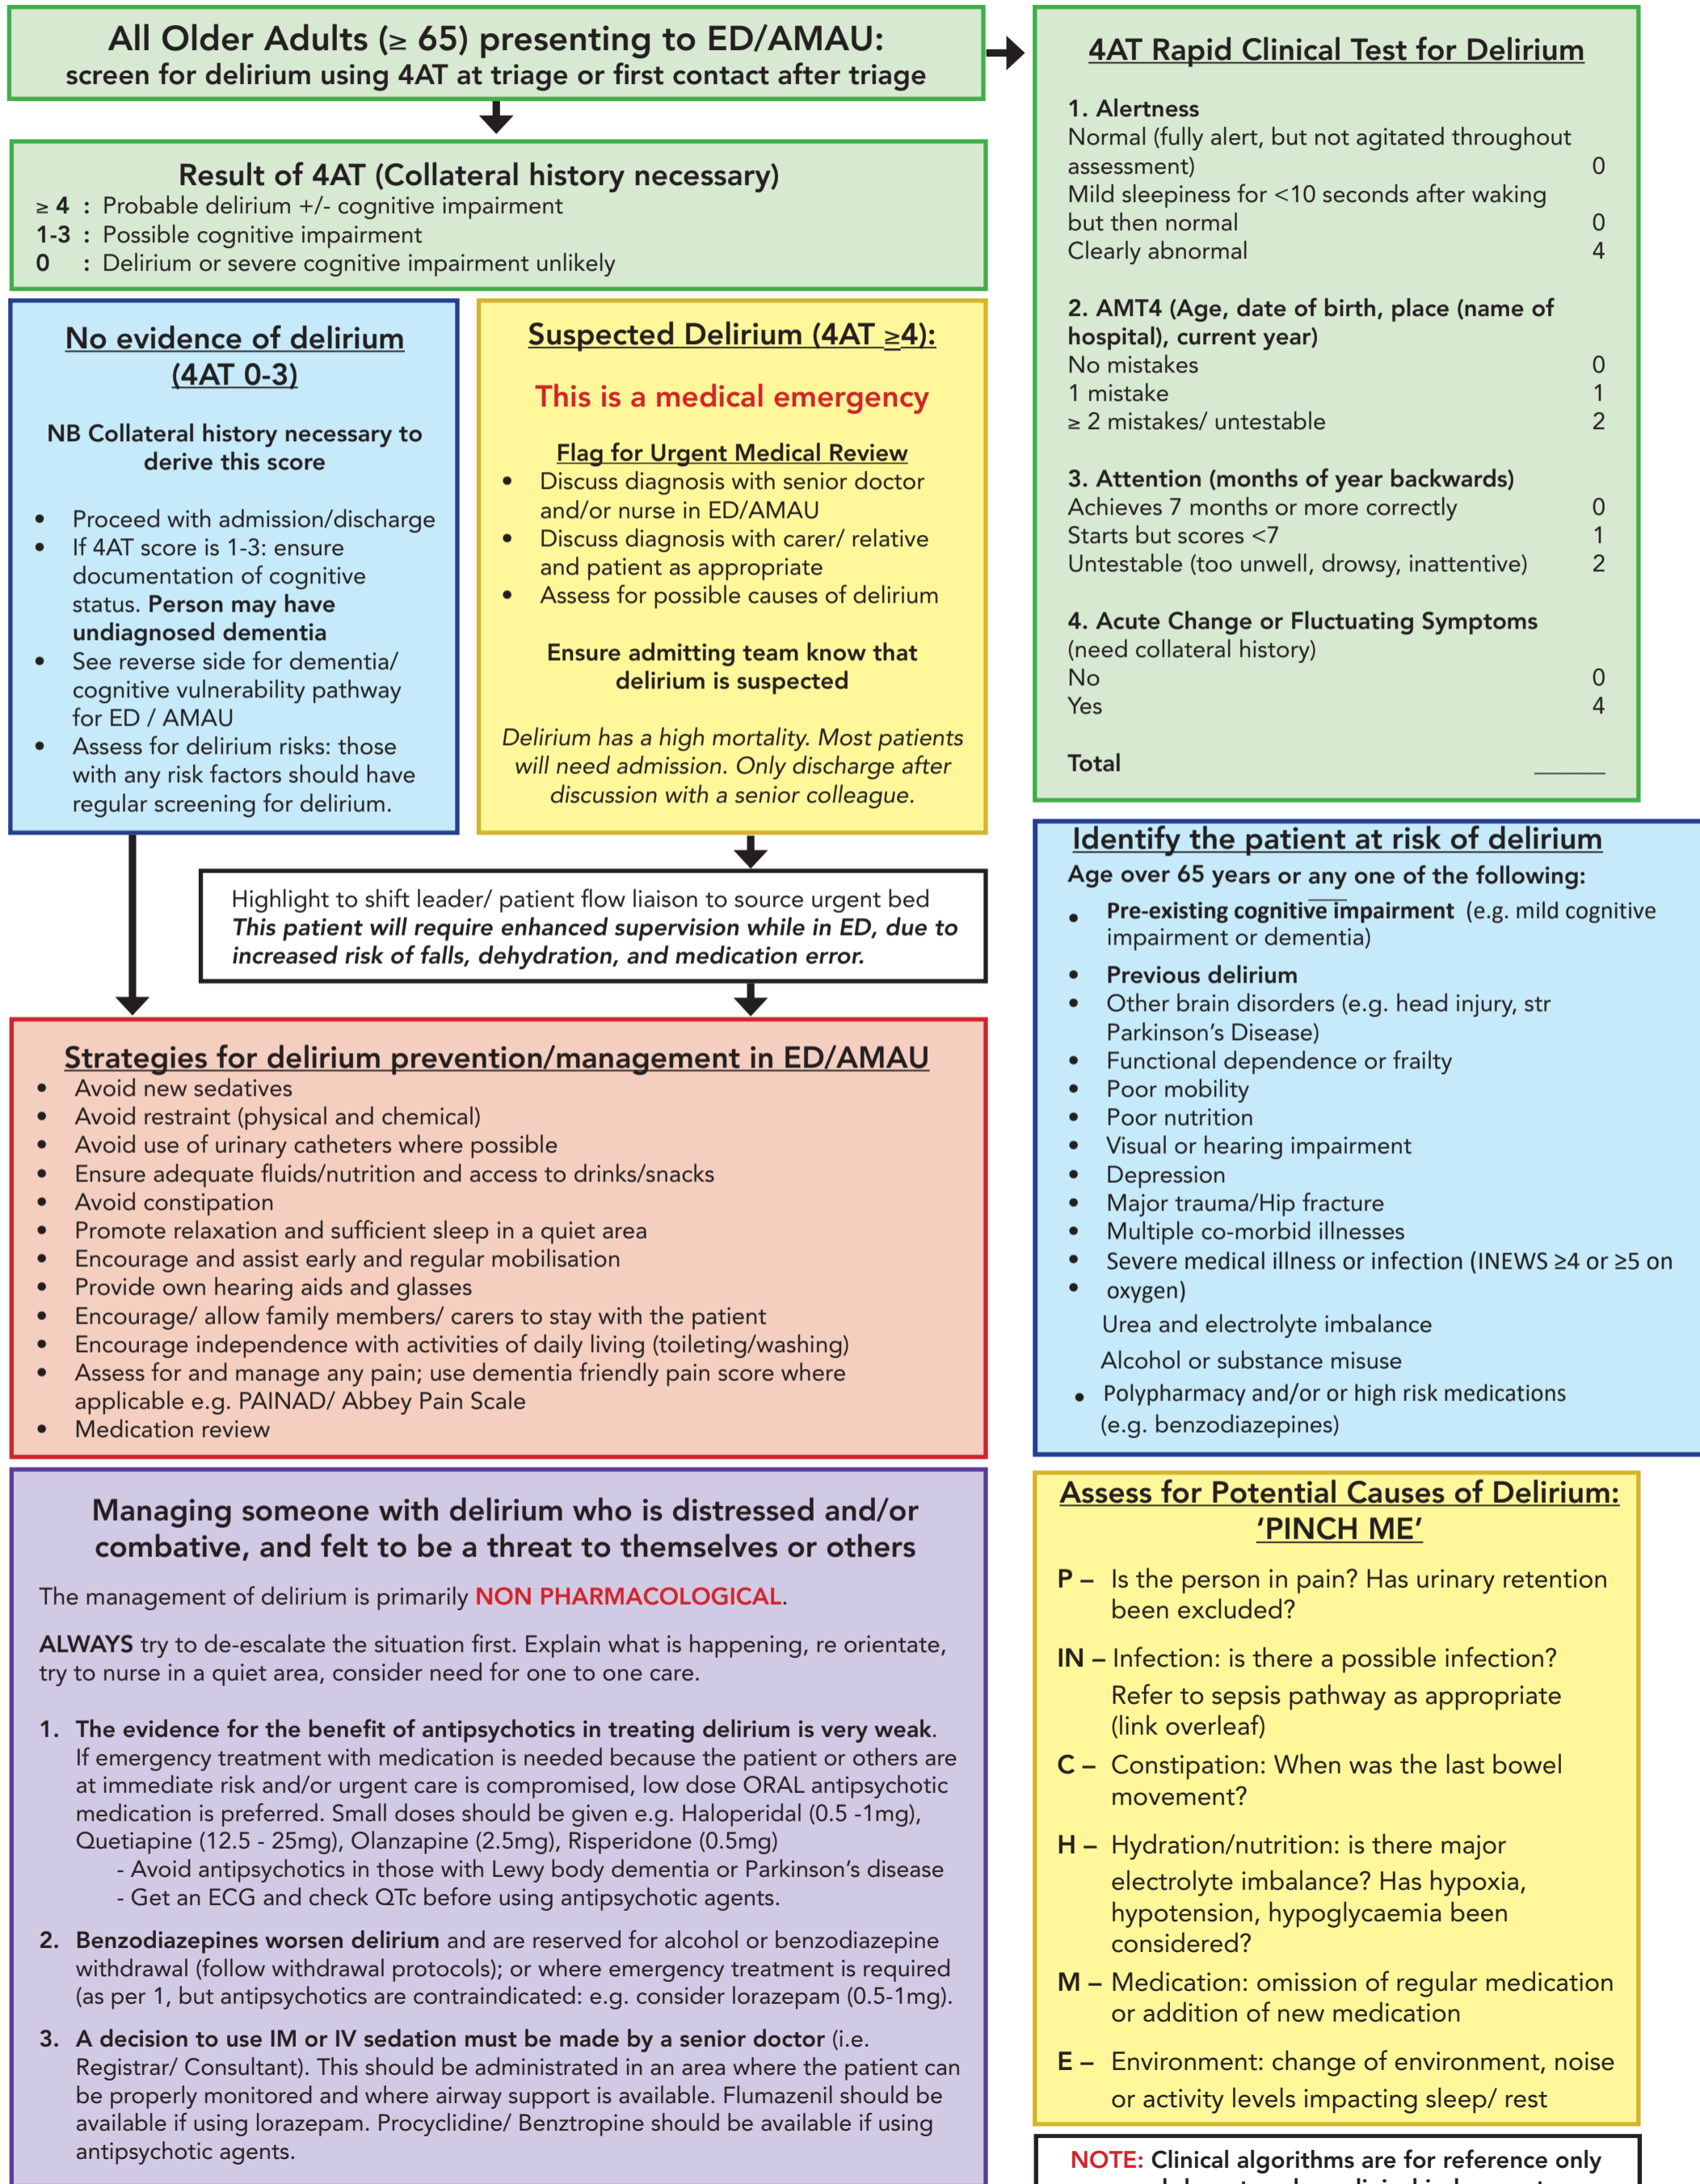 All Older Adults (≥ 65) presenting to ED/AMAU:
screen for delirium using 4AT at triage or first contact after triage
Result of 4AT (Collateral history necessary)
≥ 4 : Probable delirium +/- cognitive impairment
1-3 : Possible cognitive impairment
0 : Delirium or severe cognitive impairment unlikely
No evidence of delirium
(4AT 0-3)
NB Collateral history necessary to
derive this score
• Proceed with admission/discharge
• If 4AT score is 1-3: ensure
documentation of cognitive
status. Person may have
undiagnosed dementia
• See reverse side for dementia/
cognitive vulnerability pathway
for ED / AMAU
• Assess for delirium risks: those
with any risk factors should have
regular screening for delirium.
Suspected Delirium (4AT ≥4):
This is a medical emergency
Flag for Urgent Medical Review
• Discuss diagnosis with senior doctor
and/or nurse in ED/AMAU
• Discuss diagnosis with carer/ relative
and patient as appropriate
• Assess for possible causes of delirium
Ensure admitting team know that
delirium is suspected
Delirium has a high mortality. Most patients
will need admission. Only discharge after
discussion with a senior colleague.
Highlight to shift leader/ patient flow liaison to source urgent bed
This patient will require enhanced supervision while in ED, due to
increased risk of falls, dehydration, and medication error.
Strategies for delirium prevention/management in ED/AMAU
• Avoid new sedatives
• Avoid restraint (physical and chemical)
• Avoid use of urinary catheters where possible
• Ensure adequate fluids/nutrition and access to drinks/snacks
• Avoid constipation
• Promote relaxation and sufficient sleep in a quiet area
• Encourage and assist early and regular mobilisation
• Provide own hearing aids and glasses
• Encourage/ allow family members/ carers to stay with the patient
• Encourage independence with activities of daily living (toileting/washing)
• Assess for and manage any pain; use dementia friendly pain score where
applicable e.g. PAINAD/ Abbey Pain Scale
• Medication review
Managing someone with delirium who is distressed and/or
combative, and felt to be a threat to themselves or others
The management of delirium is primarily NON PHARMACOLOGICAL.
ALWAYS try to de-escalate the situation first. Explain what is happening, re orientate,
try to nurse in a quiet area, consider need for one to one care.
1. The evidence for the benefit of antipsychotics in treating delirium is very weak.
If emergency treatment with medication is needed because the patient or others are
at immediate risk and/or urgent care is compromised, low dose ORAL antipsychotic
medication is preferred. Small doses should be given e.g. Haloperidal (0.5 -1mg),
Quetiapine (12.5 - 25mg), Olanzapine (2.5mg), Risperidone (0.5mg)
- Avoid antipsychotics in those with Lewy body dementia or Parkinson's disease
- Get an ECG and check QTc before using antipsychotic agents.
2. Benzodiazepines worsen delirium and are reserved for alcohol or benzodiazepine
withdrawal (follow withdrawal protocols); or where emergency treatment is required
(as per 1, but antipsychotics are contraindicated: e.g. consider lorazepam (0.5-1mg).
3. A decision to use IM or IV sedation must be made by a senior doctor (i.e.
Registrar/ Consultant). This should be administrated in an area where the patient can
be properly monitored and where airway support is available. Flumazenil should be
available if using lorazepam. Procyclidine/ Benztropine should be available if using
antipsychotic agents.
4AT Rapid Clinical Test for Delirium
1. Alertness
Normal (fully alert, but not agitated throughout
assessment) 0
Mild sleepiness for <10 seconds after waking
but then normal 0
Clearly abnormal 4
2. AMT4 (Age, date of birth, place (name of
hospital), current year)
No mistakes 0
1 mistake 1
≥ 2 mistakes/ untestable 2
3. Attention (months of year backwards)
Achieves 7 months or more correctly 0
Starts but scores <7 1
Untestable (too unwell, drowsy, inattentive) 2
4. Acute Change or Fluctuating Symptoms
(need collateral history)
No 0
Yes 4
Total ______
Identify the patient at risk of delirium
Age over 65 years or any one of the following:
• Pre-existing cognitive impairment (e.g. mild cognitive
impairment or dementia)
• Previous delirium
• Other brain disorders (e.g. head injury, str
Parkinson's Disease)
• Functional dependence or frailty
• Poor mobility
• Poor nutrition
• Visual or hearing impairment
• Depression
• Major trauma/Hip fracture
• Multiple co-morbid illnesses
• Severe medical illness or infection (INEWS ≥4 or ≥5 on
• oxygen)
Urea and electrolyte imbalance
Alcohol or substance misuse
• Polypharmacy and/or or high risk medications
(e.g. benzodiazepines)
Assess for Potential Causes of Delirium:
'PINCH ME'
P – Is the person in pain? Has urinary retention
been excluded?
IN – Infection: is there a possible infection?
Refer to sepsis pathway as appropriate
(link overleaf)
C – Constipation: When was the last bowel
movement?
H – Hydration/nutrition: is there major
electrolyte imbalance? Has hypoxia,
hypotension, hypoglycaemia been
considered?
M – Medication: omission of regular medication
or addition of new medication
E – Environment: change of environment, noise
or activity levels impacting sleep/ rest
NOTE: Clinical algorithms are for reference only